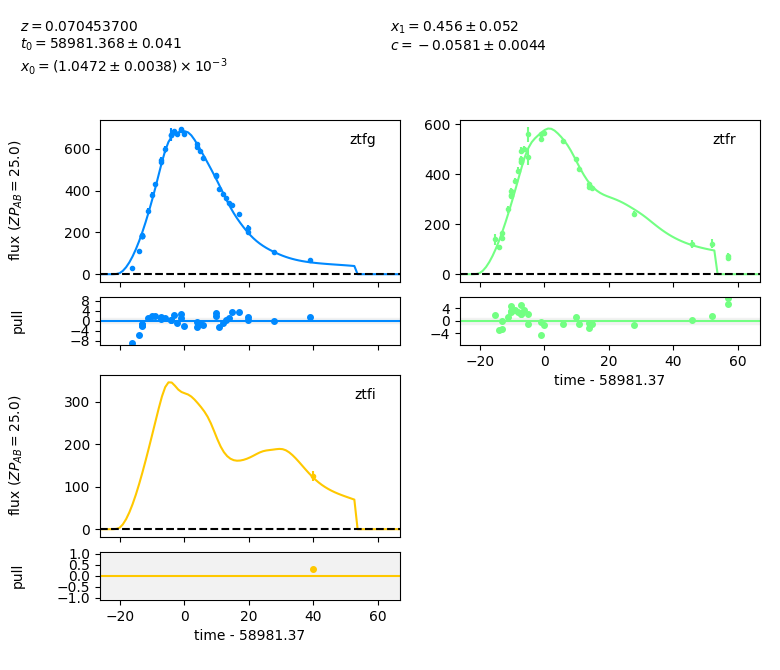 z = 0.070453700
t₀ = 58981.368 ± 0.041
x₀ = (1.0472 ± 0.0038) × 10⁻³
x₁ = 0.456 ± 0.052
c = −0.0581 ± 0.0044
ztfg
flux (ZP_AB = 25.0)
600
400
200
0
ztfr
600
400
200
0
pull
8
4
0
−4
−8
4
0
−4
−20 0 20 40 60
time - 58981.37
ztfi
flux (ZP_AB = 25.0)
300
200
100
0
pull
1.0
0.5
0.0
−0.5
−1.0
−20 0 20 40 60
time - 58981.37